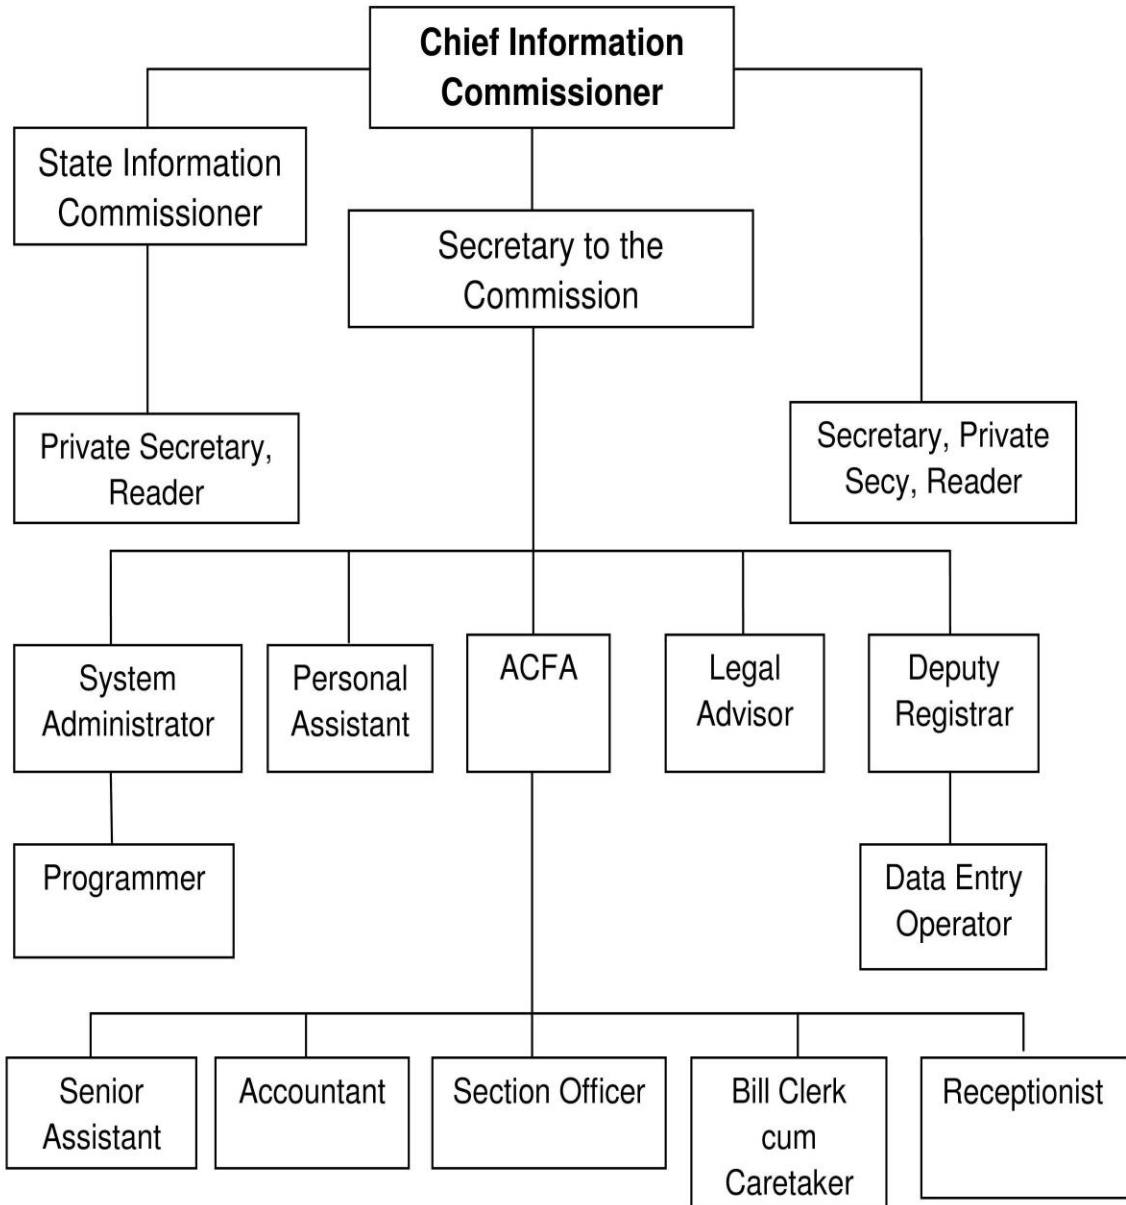 Chief Information
Commissioner
State Information
Commissioner
Secretary to the
Commission
Private Secretary,
Reader
Secretary, Private
Secy, Reader
System
Administrator
Personal
Assistant
ACFA
Legal
Advisor
Deputy
Registrar
Programmer
Data Entry
Operator
Senior
Assistant
Accountant
Section Officer
Bill Clerk
cum
Caretaker
Receptionist